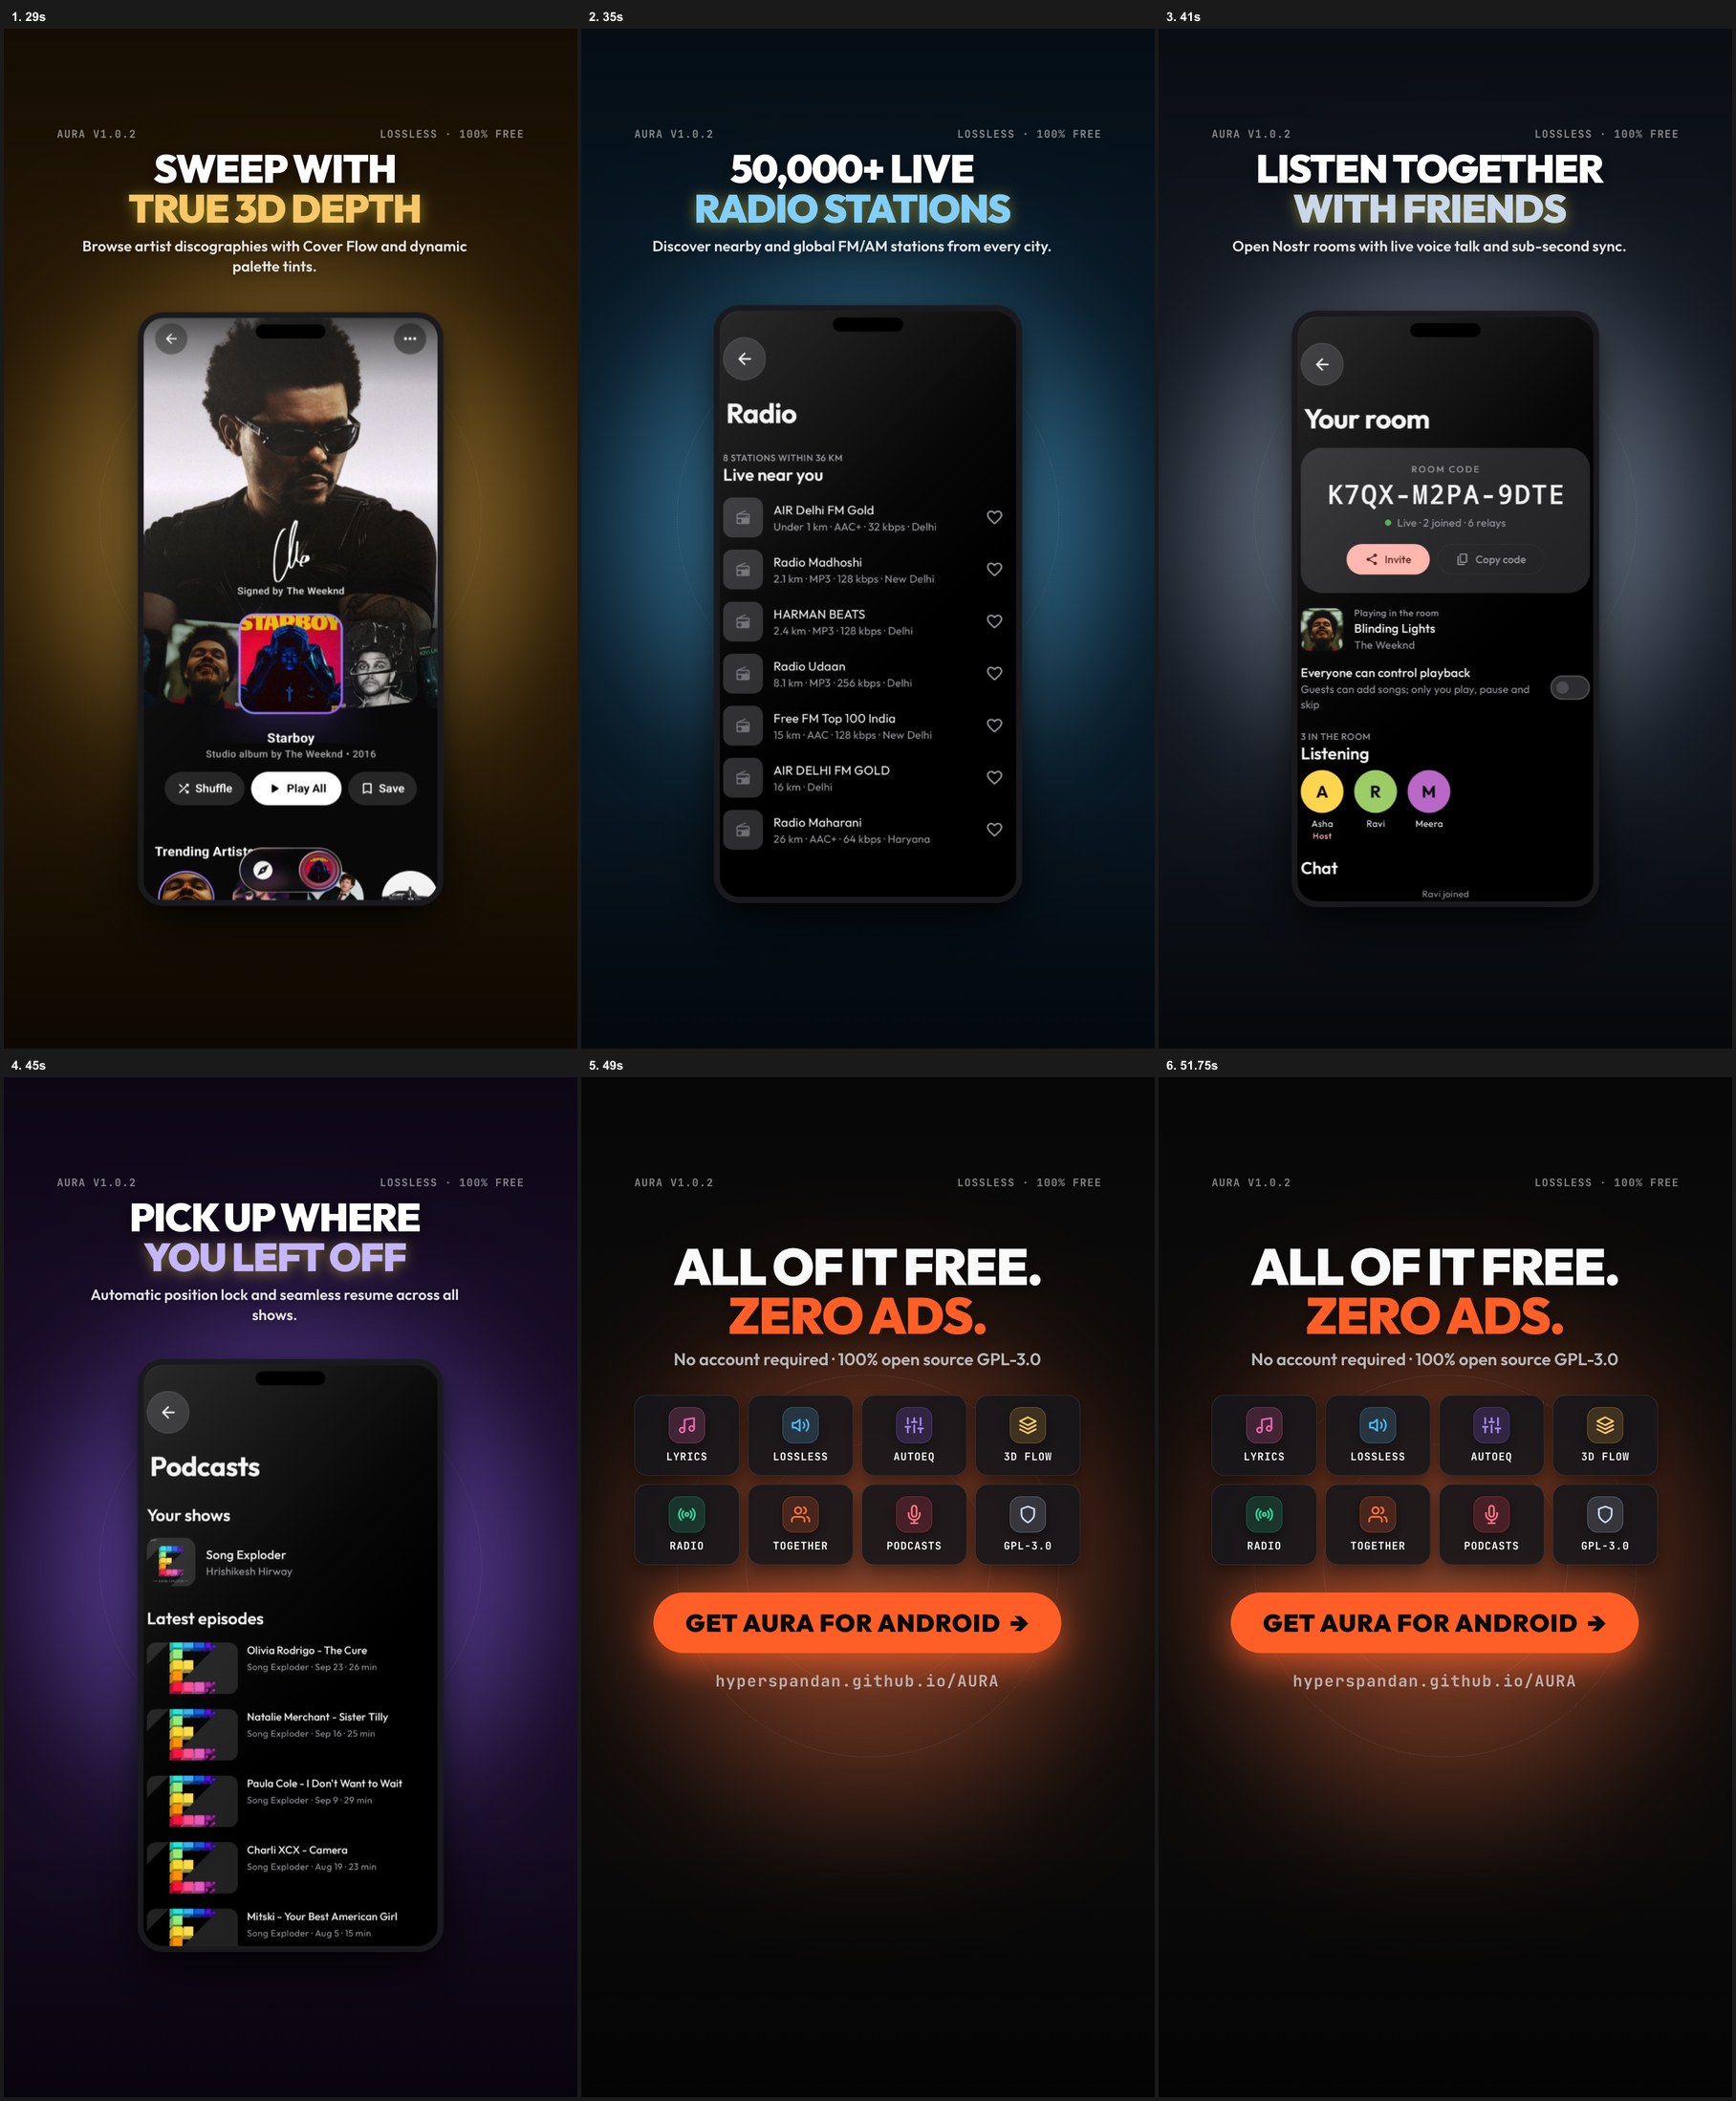 1. 29s
AURA V1.0.2
LOSSLESS · 100% FREE
SWEEP WITH
TRUE 3D DEPTH
Browse artist discographies with Cover Flow and dynamic
palette tints.
Signed by The Weeknd
STARBOY
Starboy
Studio album by The Weeknd • 2016
Shuffle
Play All
Save
Trending Artists
2. 35s
AURA V1.0.2
LOSSLESS · 100% FREE
50,000+ LIVE
RADIO STATIONS
Discover nearby and global FM/AM stations from every city.
Radio
8 STATIONS WITHIN 36 KM
Live near you
AIR Delhi FM Gold
Under 1 km · AAC+ · 32 kbps · Delhi
Radio Madhoshi
2.1 km · MP3 · 128 kbps · New Delhi
HARMAN BEATS
2.4 km · MP3 · 128 kbps · Delhi
Radio Udaan
8.1 km · MP3 · 256 kbps · Delhi
Free FM Top 100 India
15 km · AAC · 128 kbps · New Delhi
AIR DELHI FM GOLD
16 km · Delhi
Radio Maharani
26 km · AAC+ · 64 kbps · Haryana
3. 41s
AURA V1.0.2
LOSSLESS · 100% FREE
LISTEN TOGETHER
WITH FRIENDS
Open Nostr rooms with live voice talk and sub-second sync.
Your room
ROOM CODE
K7QX-M2PA-9DTE
Live · 2 joined · 6 relays
Invite
Copy code
Playing in the room
Blinding Lights
The Weeknd
Everyone can control playback
Guests can add songs; only you play, pause and
skip
3 IN THE ROOM
Listening
A
R
M
Asha
Ravi
Meera
Host
Chat
Ravi joined
4. 45s
AURA V1.0.2
LOSSLESS · 100% FREE
PICK UP WHERE
YOU LEFT OFF
Automatic position lock and seamless resume across all
shows.
Podcasts
Your shows
Song Exploder
Hrishikesh Hirway
Latest episodes
Olivia Rodrigo - The Cure
Song Exploder · Sep 23 · 26 min
Natalie Merchant - Sister Tilly
Song Exploder · Sep 16 · 25 min
Paula Cole - I Don't Want to Wait
Song Exploder · Sep 9 · 29 min
Charli XCX - Camera
Song Exploder · Aug 19 · 23 min
Mitski - Your Best American Girl
Song Exploder · Aug 5 · 15 min
5. 49s
AURA V1.0.2
LOSSLESS · 100% FREE
ALL OF IT FREE.
ZERO ADS.
No account required · 100% open source GPL-3.0
LYRICS
LOSSLESS
AUTOEQ
3D FLOW
RADIO
TOGETHER
PODCASTS
GPL-3.0
GET AURA FOR ANDROID →
hyperspandan.github.io/AURA
6. 51.75s
AURA V1.0.2
LOSSLESS · 100% FREE
ALL OF IT FREE.
ZERO ADS.
No account required · 100% open source GPL-3.0
LYRICS
LOSSLESS
AUTOEQ
3D FLOW
RADIO
TOGETHER
PODCASTS
GPL-3.0
GET AURA FOR ANDROID →
hyperspandan.github.io/AURA